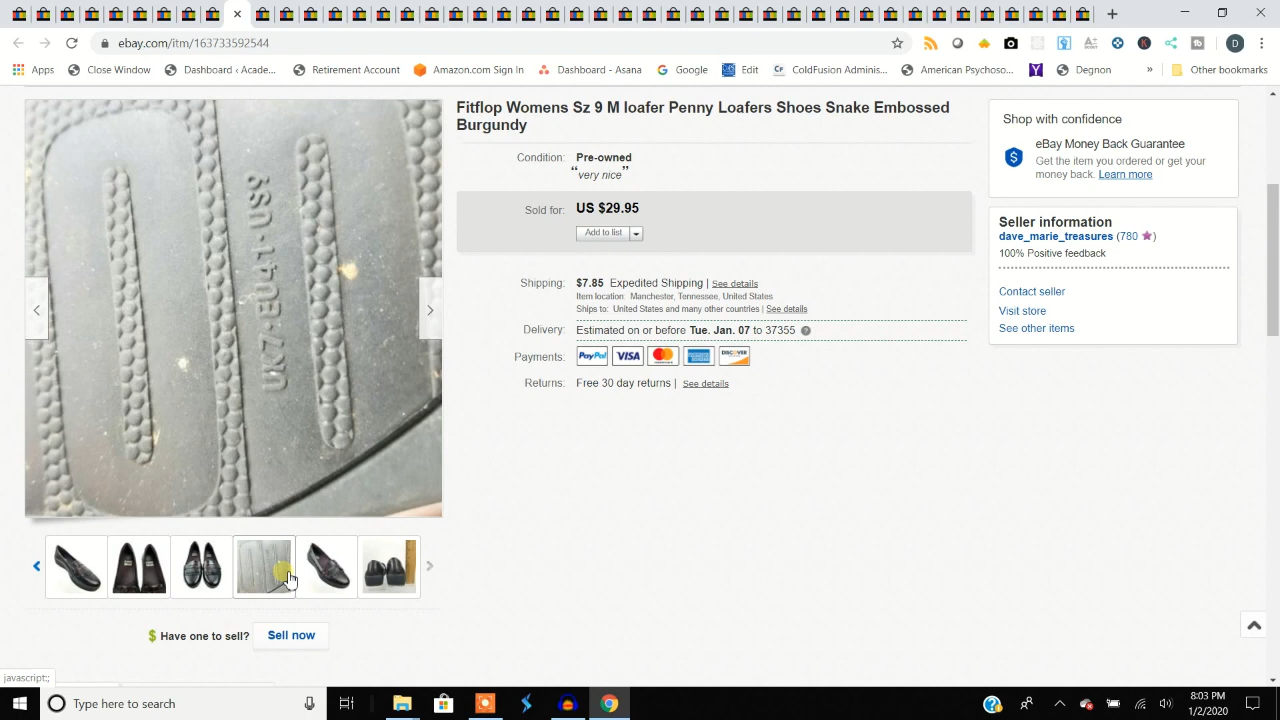 ebay.com/itm/163733592544
Apps
Close Window
Dashboard ‹ Acade...
Retirement Account
Amazon.com Sign In
Dashboard - Asana
Google
Edit
ColdFusion Adminis...
American Psychoso...
Degnon
»
Other bookmarks
Fitflop Womens Sz 9 M loafer Penny Loafers Shoes Snake Embossed
Burgundy
Condition: Pre-owned
“very nice”
Sold for: US $29.95
Add to list
Shipping: $7.85 Expedited Shipping | See details
Item location: Manchester, Tennessee, United States
Ships to: United States and many other countries | See details
Delivery: Estimated on or before Tue. Jan. 07 to 37355
Payments: PayPal VISA DISCOVER
Returns: Free 30 day returns | See details
Shop with confidence
eBay Money Back Guarantee
Get the item you ordered or get your
money back. Learn more
Seller information
dave_marie_treasures (780 )
100% Positive feedback
Contact seller
Visit store
See other items
$ Have one to sell? Sell now
javascript:;
Type here to search
8:03 PM
1/2/2020